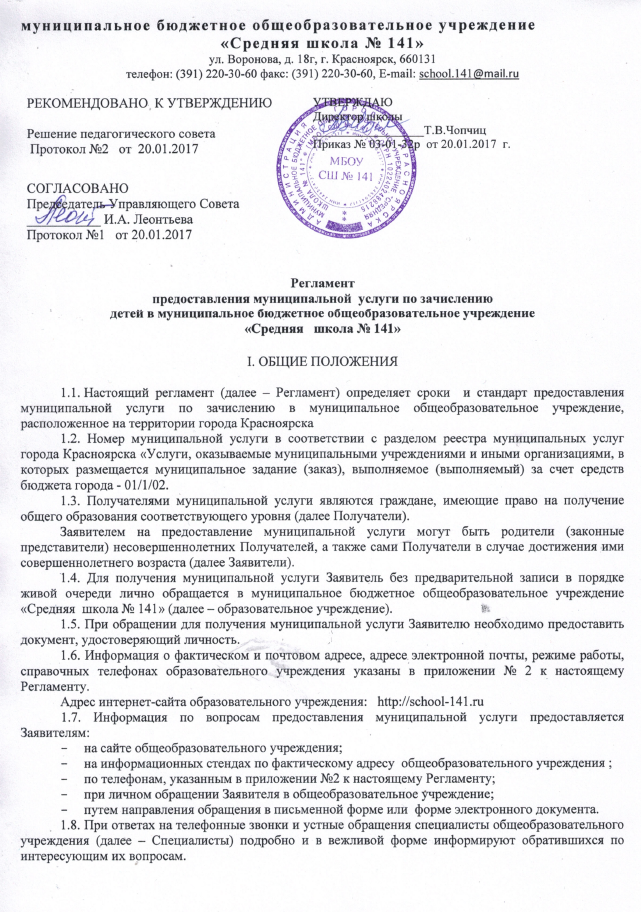 муниципальное бюджетное общеобразовательное учреждение
«Средняя школа № 141»
ул. Воронова, д. 18г, г. Красноярск, 660131
телефон: (391) 220-30-60 факс: (391) 220-30-60, E-mail: school.141@mail.ru
РЕКОМЕНДОВАНО К УТВЕРЖДЕНИЮ
Решение педагогического совета
Протокол №2 от 20.01.2017
УТВЕРЖДАЮ
Директор школы
Т.В.Чопчиц
Приказ № 03-01-32р от 20.01.2017 г.
МБОУ
СШ № 141
СОГЛАСОВАНО
Председатель Управляющего Совета
И.А. Леонтьева
Протокол №1 от 20.01.2017
Регламент
предоставления муниципальной услуги по зачислению
детей в муниципальное бюджетное общеобразовательное учреждение
«Средняя школа № 141»
I. ОБЩИЕ ПОЛОЖЕНИЯ
1.1. Настоящий регламент (далее – Регламент) определяет сроки и стандарт предоставления
муниципальной услуги по зачислению в муниципальное общеобразовательное учреждение,
расположенное на территории города Красноярска
1.2. Номер муниципальной услуги в соответствии с разделом реестра муниципальных услуг
города Красноярска «Услуги, оказываемые муниципальными учреждениями и иными организациями, в
которых размещается муниципальное задание (заказ), выполняемое (выполняемый) за счет средств
бюджета города - 01/1/02.
1.3. Получателями муниципальной услуги являются граждане, имеющие право на получение
общего образования соответствующего уровня (далее Получатели).
Заявителем на предоставление муниципальной услуги могут быть родители (законные
представители) несовершеннолетних Получателей, а также сами Получатели в случае достижения ими
совершеннолетнего возраста (далее Заявители).
1.4. Для получения муниципальной услуги Заявитель без предварительной записи в порядке
живой очереди лично обращается в муниципальное бюджетное общеобразовательное учреждение
«Средняя школа № 141» (далее – образовательное учреждение).
1.5. При обращении для получения муниципальной услуги Заявителю необходимо предоставить
документ, удостоверяющий личность.
1.6. Информация о фактическом и почтовом адресе, адресе электронной почты, режиме работы,
справочных телефонах образовательного учреждения указаны в приложении № 2 к настоящему
Регламенту.
Адрес интернет-сайта образовательного учреждения: http://school-141.ru
1.7. Информация по вопросам предоставления муниципальной услуги предоставляется
Заявителям:
– на сайте общеобразовательного учреждения;
– на информационных стендах по фактическому адресу общеобразовательного учреждения ;
– по телефонам, указанным в приложении №2 к настоящему Регламенту;
– при личном обращении Заявителя в общеобразовательное учреждение;
– путем направления обращения в письменной форме или форме электронного документа.
1.8. При ответах на телефонные звонки и устные обращения специалисты общеобразовательного
учреждения (далее – Специалисты) подробно и в вежливой форме информируют обратившихся по
интересующим их вопросам.